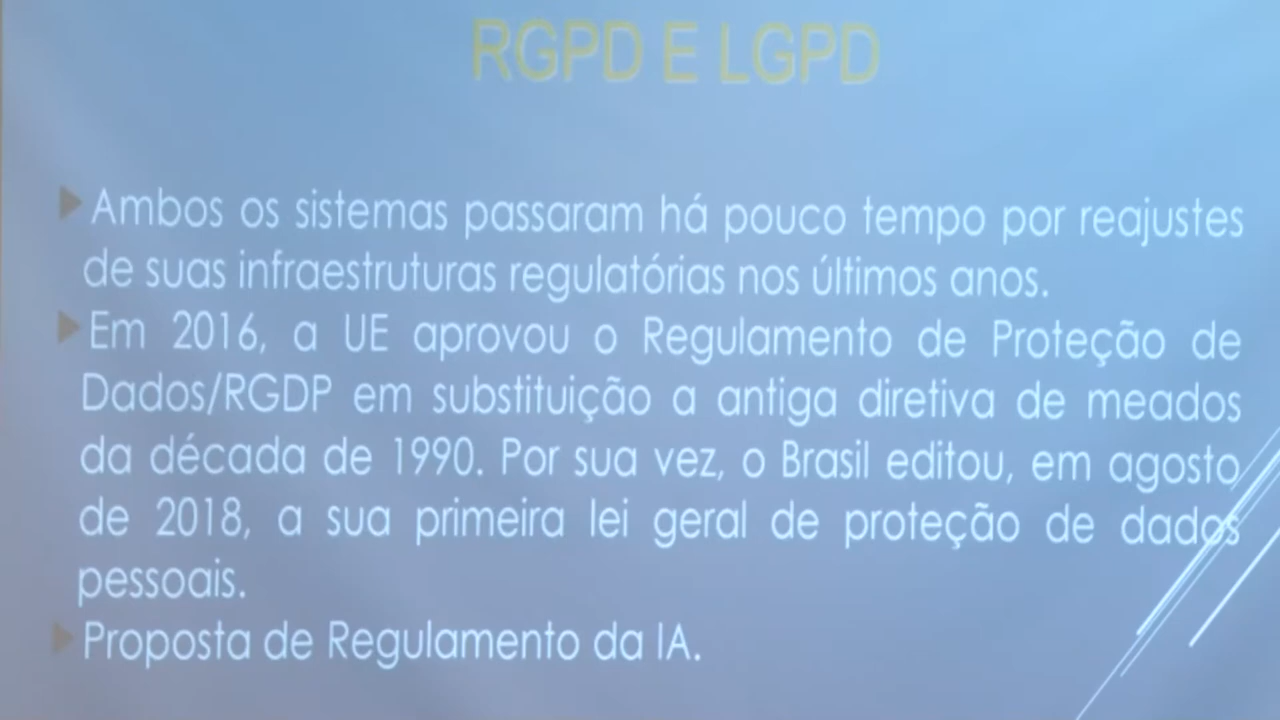 RGPD E LGPD
Ambos os sistemas passaram há pouco tempo por reajustes
de suas infraestruturas regulatórias nos últimos anos.
Em 2016, a UE aprovou o Regulamento de Proteção de
Dados/RGDP em substituição a antiga diretiva de meados
da década de 1990. Por sua vez, o Brasil editou, em agosto
de 2018, a sua primeira lei geral de proteção de dados
pessoais.
Proposta de Regulamento da IA.